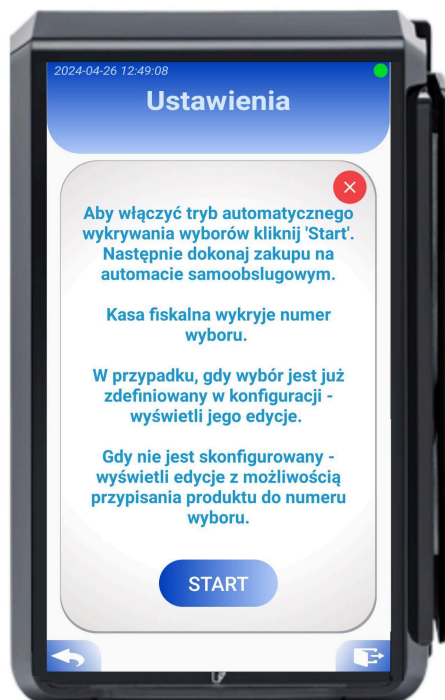 2024-04-26 12:49:08
Ustawienia
Aby włączyć tryb automatycznego
wykrywania wyborów kliknij 'Start'.
Następnie dokonaj zakupu na
automacie samoobslugowym.
Kasa fiskalna wykryje numer
wyboru.
W przypadku, gdy wybór jest już
zdefiniowany w konfiguracji -
wyświetli jego edycje.
Gdy nie jest skonfigurowany -
wyświetli edycje z możliwością
przypisania produktu do numeru
wyboru.
START